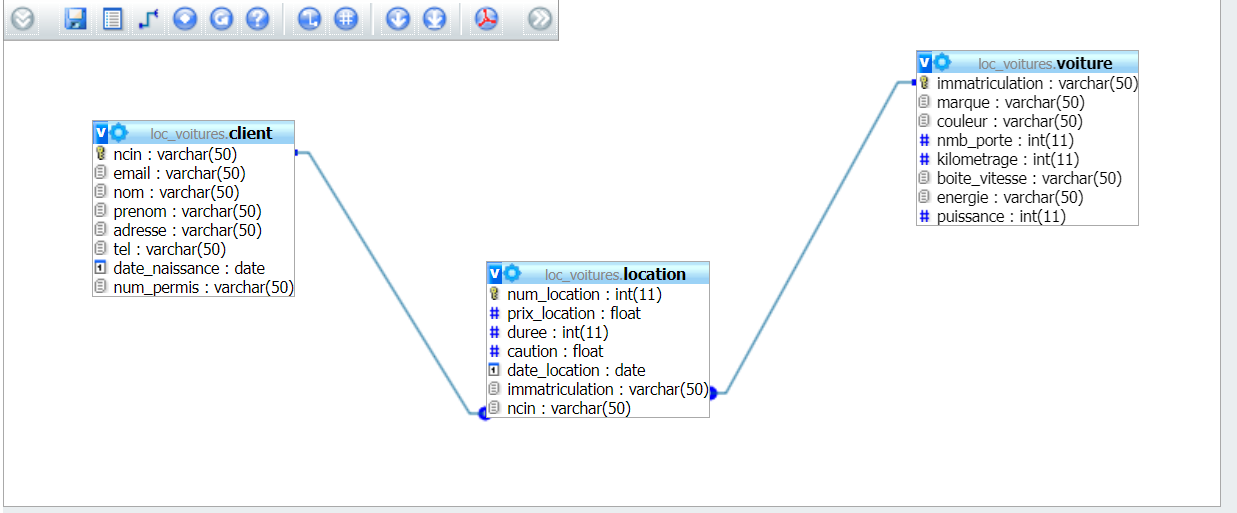 loc_voitures.client
ncin : varchar(50)
email : varchar(50)
nom : varchar(50)
prenom : varchar(50)
adresse : varchar(50)
tel : varchar(50)
date_naissance : date
num_permis : varchar(50)
loc_voitures.location
num_location : int(11)
prix_location : float
duree : int(11)
caution : float
date_location : date
immatriculation : varchar(50)
ncin : varchar(50)
loc_voitures.voiture
immatriculation : varchar(50)
marque : varchar(50)
couleur : varchar(50)
nmb_porte : int(11)
kilometrage : int(11)
boite_vitesse : varchar(50)
energie : varchar(50)
puissance : int(11)